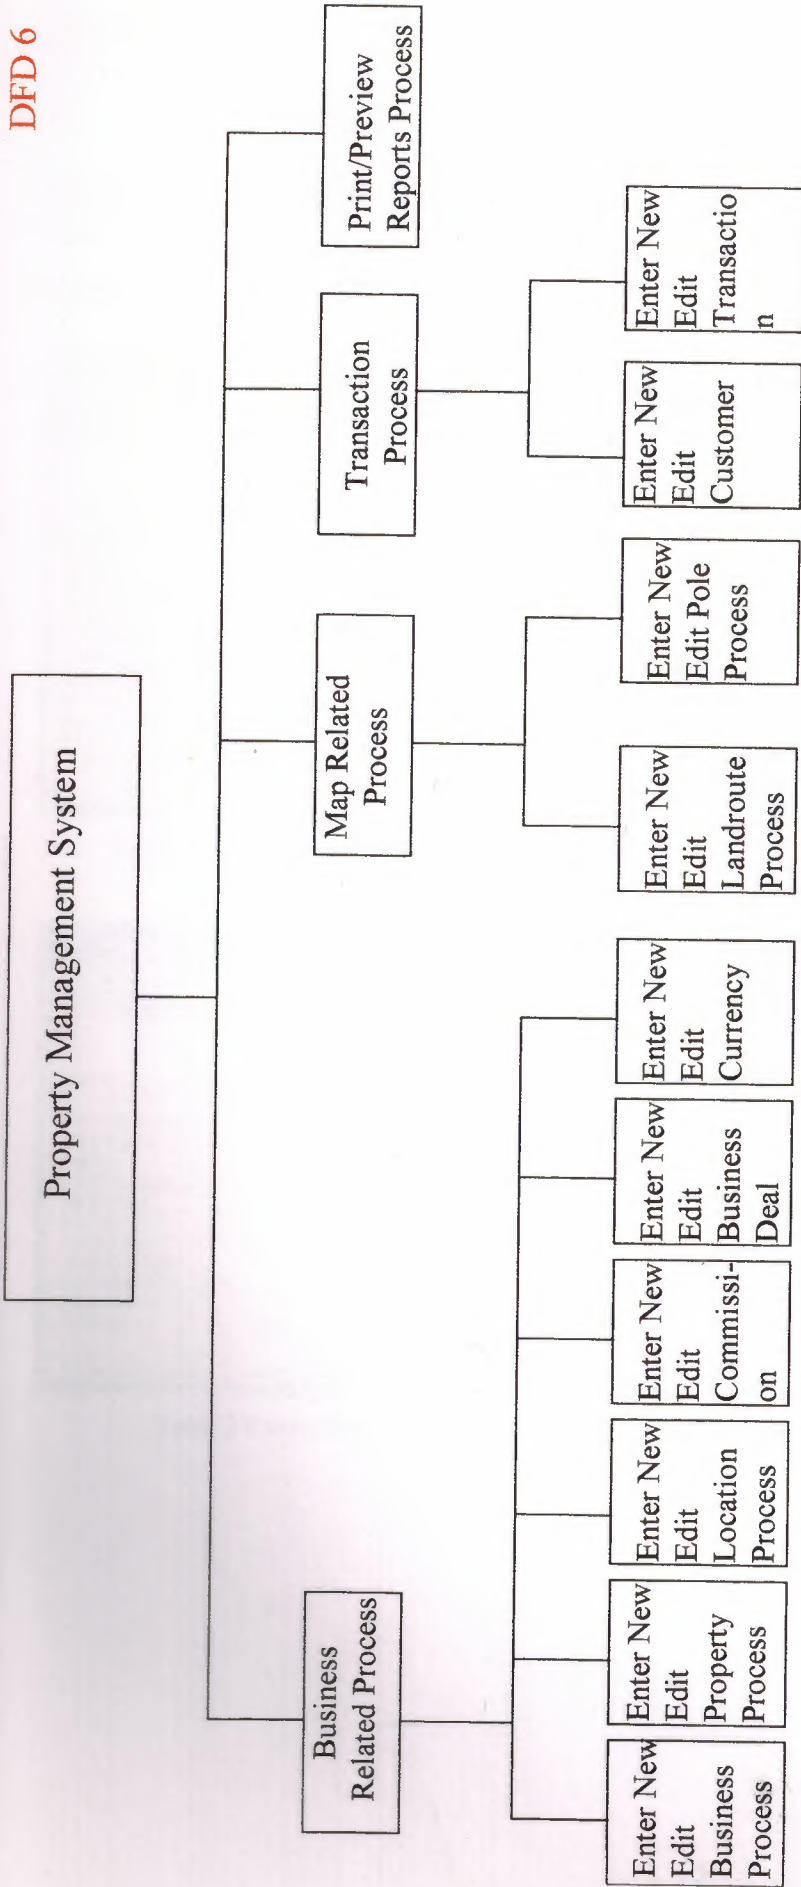 DFD 6
Property Management System
Business
Related Process
Map Related
Process
Transaction
Process
Print/Preview
Reports Process
Enter New
Edit
Business
Process
Enter New
Edit
Property
Process
Enter New
Edit
Location
Process
Enter New
Edit
Commissi-
on
Enter New
Edit
Business
Deal
Enter New
Edit
Currency
Enter New
Edit
Landroute
Process
Enter New
Edit Pole
Process
Enter New
Edit
Customer
Enter New
Edit
Transactio
n